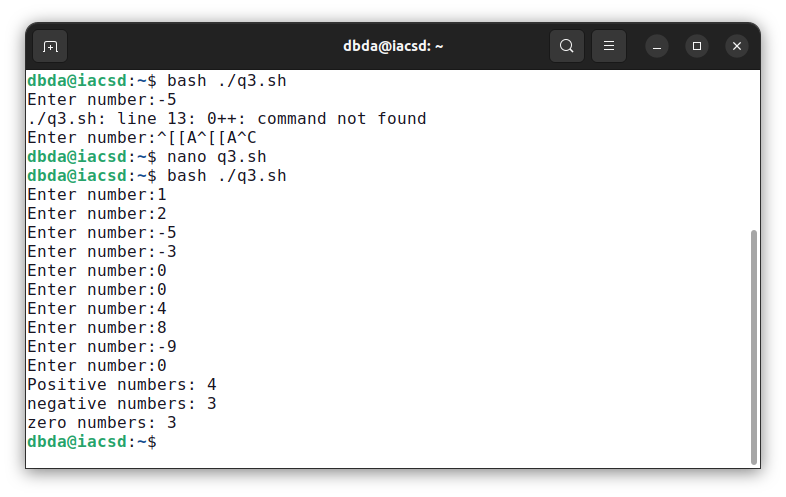 dbda@iacsd: ~
dbda@iacsd:~$ bash ./q3.sh
Enter number:-5
./q3.sh: line 13: 0++: command not found
Enter number:^[[A^[[A^C
dbda@iacsd:~$ nano q3.sh
dbda@iacsd:~$ bash ./q3.sh
Enter number:1
Enter number:2
Enter number:-5
Enter number:-3
Enter number:0
Enter number:0
Enter number:4
Enter number:8
Enter number:-9
Enter number:0
Positive numbers: 4
negative numbers: 3
zero numbers: 3
dbda@iacsd:~$